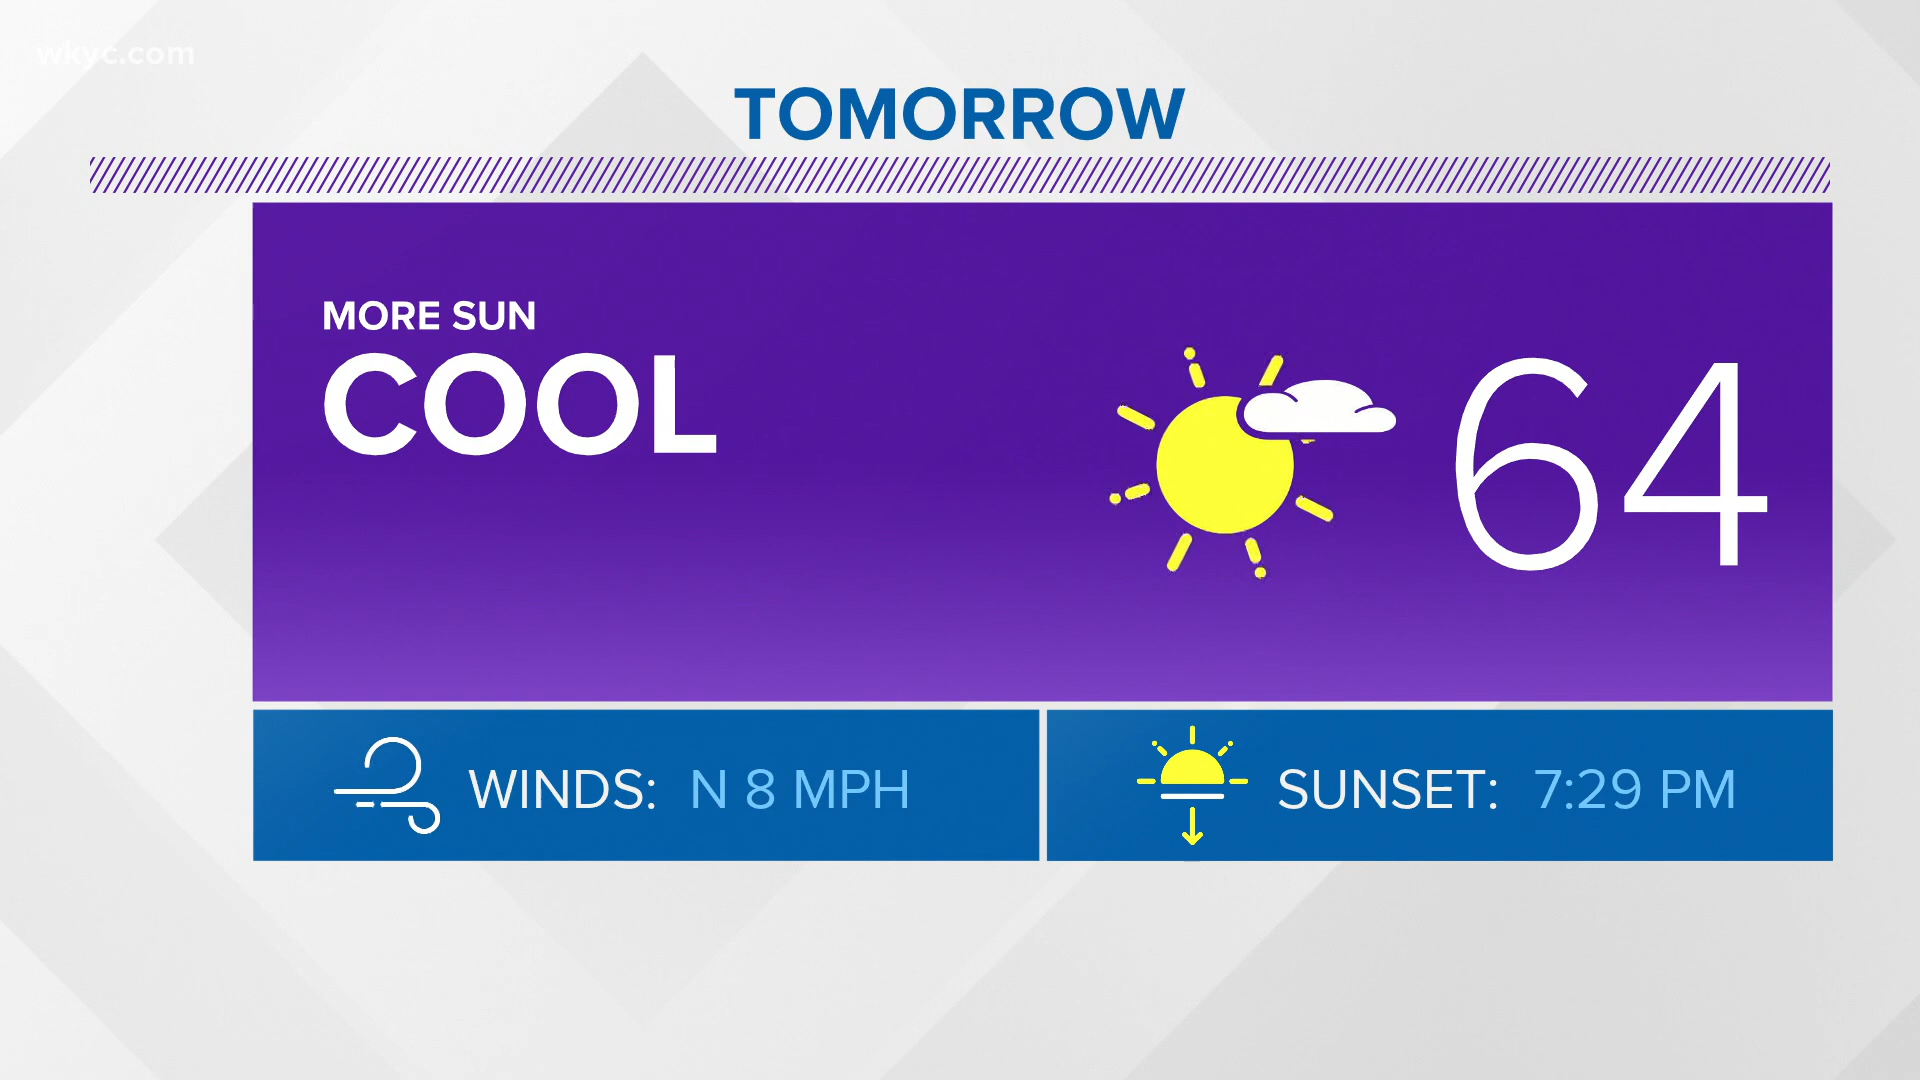 wkyc.com
TOMORROW
MORE SUN
COOL
64
WINDS: N 8 MPH
SUNSET: 7:29 PM